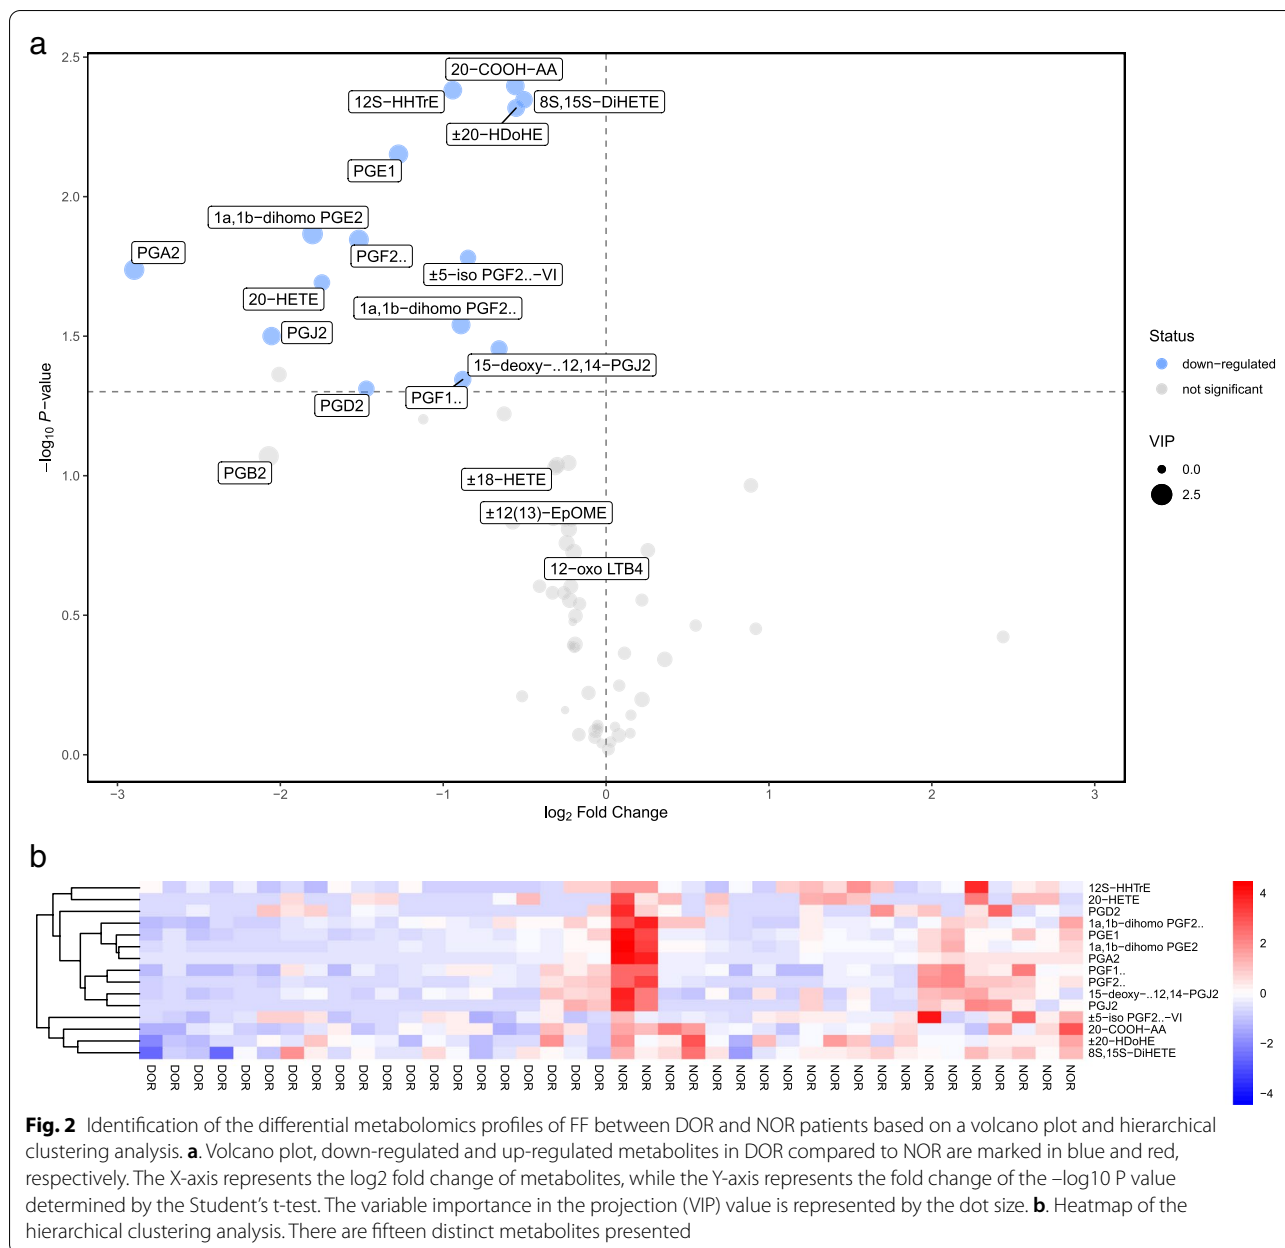 a
2.5
2.0
1.5
1.0
0.5
0.0
−log10 P−value
20−COOH−AA
12S−HHTrE
8S,15S−DiHETE
±20−HDoHE
PGE1
1a,1b−dihomo PGE2
PGA2
PGF2..
±5−iso PGF2..−VI
20−HETE
1a,1b−dihomo PGF2..
PGJ2
15−deoxy−..12,14−PGJ2
PGD2
PGF1..
PGB2
±18−HETE
±12(13)−EpOME
12−oxo LTB4
−3 −2 −1 0 1 2 3
log2 Fold Change
Status
down−regulated
not significant
VIP
0.0
2.5
b
12S−HHTrE
20−HETE
PGD2
1a,1b−dihomo PGF2..
PGE1
1a,1b−dihomo PGE2
PGA2
PGF1..
PGF2..
15−deoxy−..12,14−PGJ2
PGJ2
±5−iso PGF2..−VI
20−COOH−AA
±20−HDoHE
8S,15S−DiHETE
4
2
0
−2
−4
DOR DOR DOR DOR DOR DOR DOR DOR DOR DOR DOR DOR DOR DOR DOR DOR DOR DOR DOR DOR NOR NOR NOR NOR NOR NOR NOR NOR NOR NOR NOR NOR NOR NOR NOR NOR NOR NOR NOR NOR
Fig. 2 Identification of the differential metabolomics profiles of FF between DOR and NOR patients based on a volcano plot and hierarchical
clustering analysis. a. Volcano plot, down-regulated and up-regulated metabolites in DOR compared to NOR are marked in blue and red,
respectively. The X-axis represents the log2 fold change of metabolites, while the Y-axis represents the fold change of the –log10 P value
determined by the Student’s t-test. The variable importance in the projection (VIP) value is represented by the dot size. b. Heatmap of the
hierarchical clustering analysis. There are fifteen distinct metabolites presented